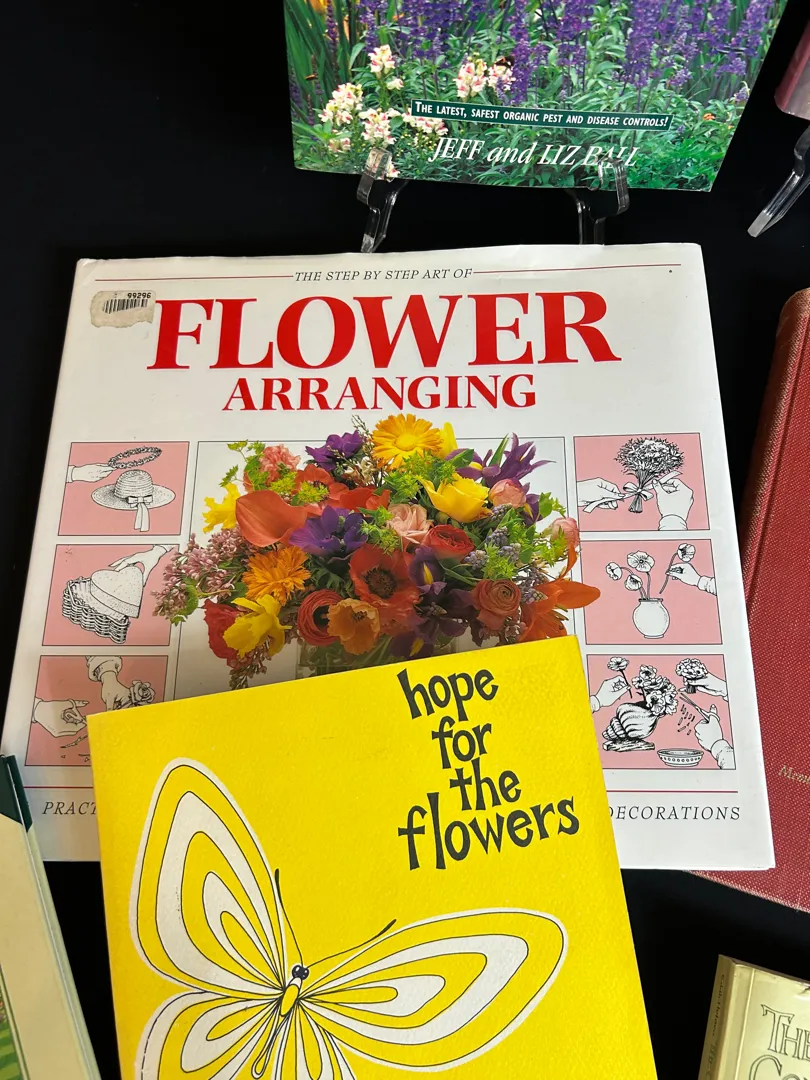 THE LATEST, SAFEST ORGANIC PEST AND DISEASE CONTROLS!
JEFF and LIZ BALL
THE STEP BY STEP ART OF
99296
FLOWER
ARRANGING
PRACT
DECORATIONS
hope
for
the
flowers